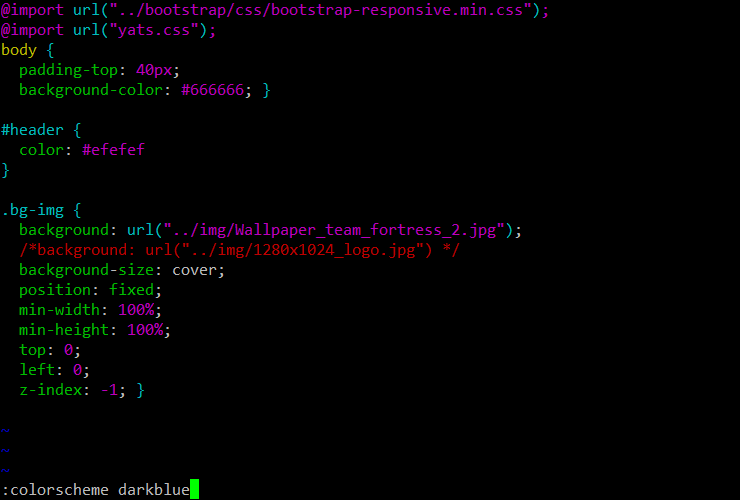 @import url("../bootstrap/css/bootstrap-responsive.min.css");
@import url("yats.css");
body {
  padding-top: 40px;
  background-color: #666666; }

#header {
  color: #efefef
}

.bg-img {
  background: url("../img/Wallpaper_team_fortress_2.jpg");
  /*background: url("../img/1280x1024_logo.jpg") */
  background-size: cover;
  position: fixed;
  min-width: 100%;
  min-height: 100%;
  top: 0;
  left: 0;
  z-index: -1; }

~
~
~
:colorscheme darkblue